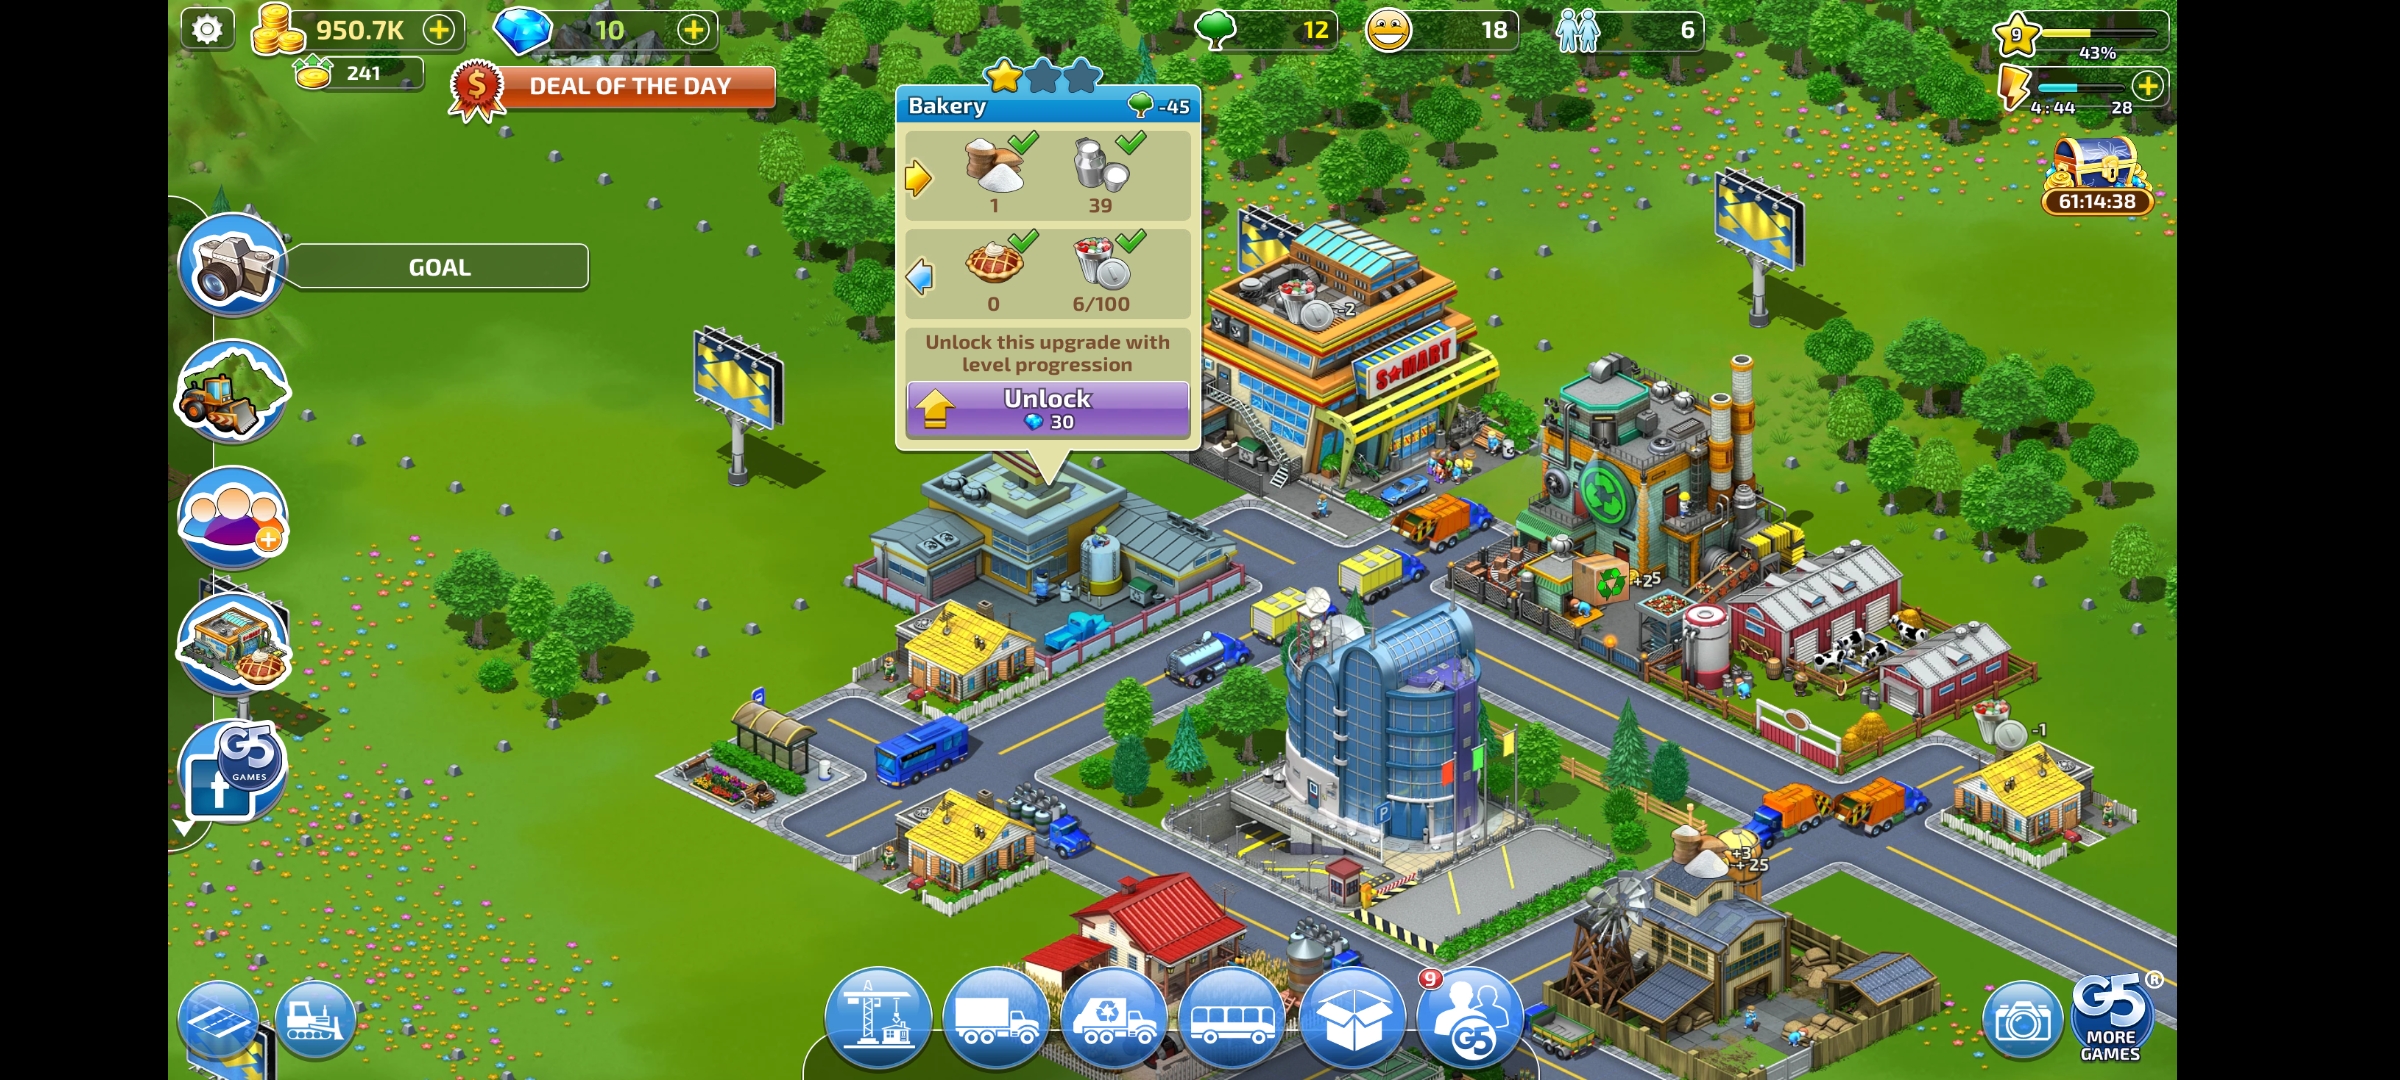 950.7K
10
12
18
6
9
43%
241
DEAL OF THE DAY
4:44 28
Bakery -45
1 39
0 6/100
Unlock this upgrade with
level progression
Unlock
30
61:14:38
GOAL
-2
S★MART
+25
G5
GAMES
f
-1
P
+3
+25
9
G5
G5®
MORE
GAMES